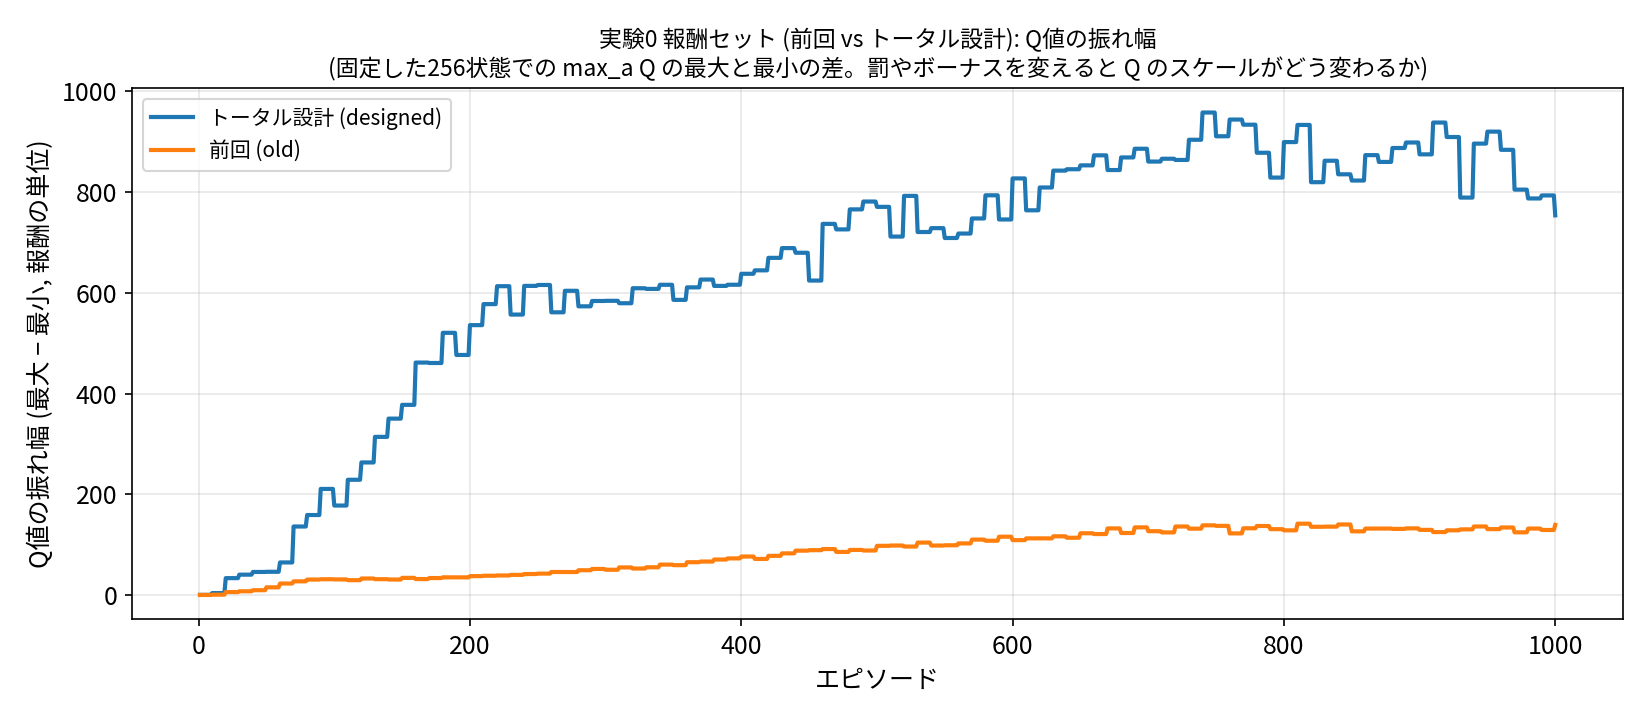 実験0 報酬セット (前回 vs トータル設計): Q値の振れ幅
(固定した256状態での max_a Q の最大と最小の差。罰やボーナスを変えると Q のスケールがどう変わるか)
トータル設計 (designed)
前回 (old)
Q値の振れ幅 (最大 − 最小, 報酬の単位)
1000
800
600
400
200
0
0 200 400 600 800 1000
エピソード